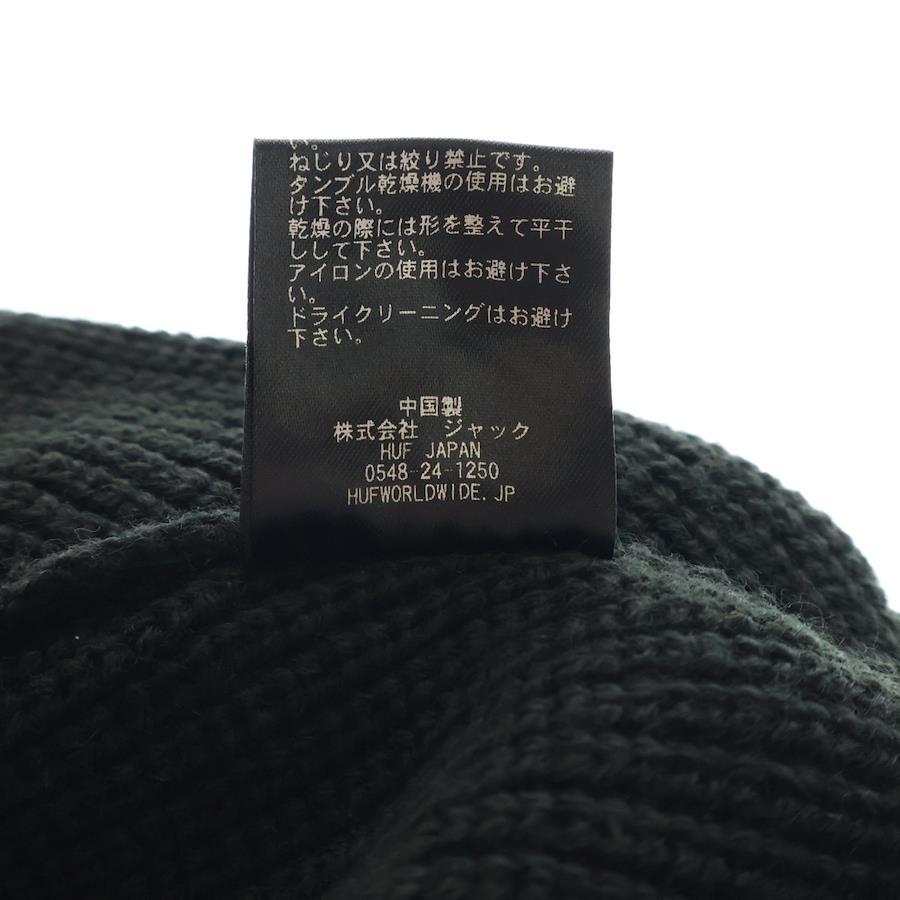 い。
ねじり又は絞り禁止です。
タンブル乾燥機の使用はお避
け下さい。
乾燥の際には形を整えて平干
しして下さい。
アイロンの使用はお避け下さ
い。
ドライクリーニングはお避け
下さい。
中国製
株式会社　ジャック
HUF JAPAN
0548-24-1250
HUFWORLDWIDE.JP